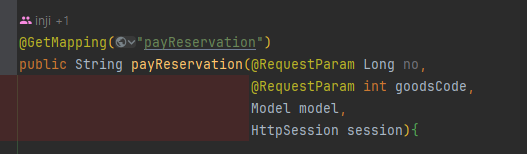 inji +1
@GetMapping("payReservation")
public String payReservation(@RequestParam Long no,
@RequestParam int goodsCode,
Model model,
HttpSession session){